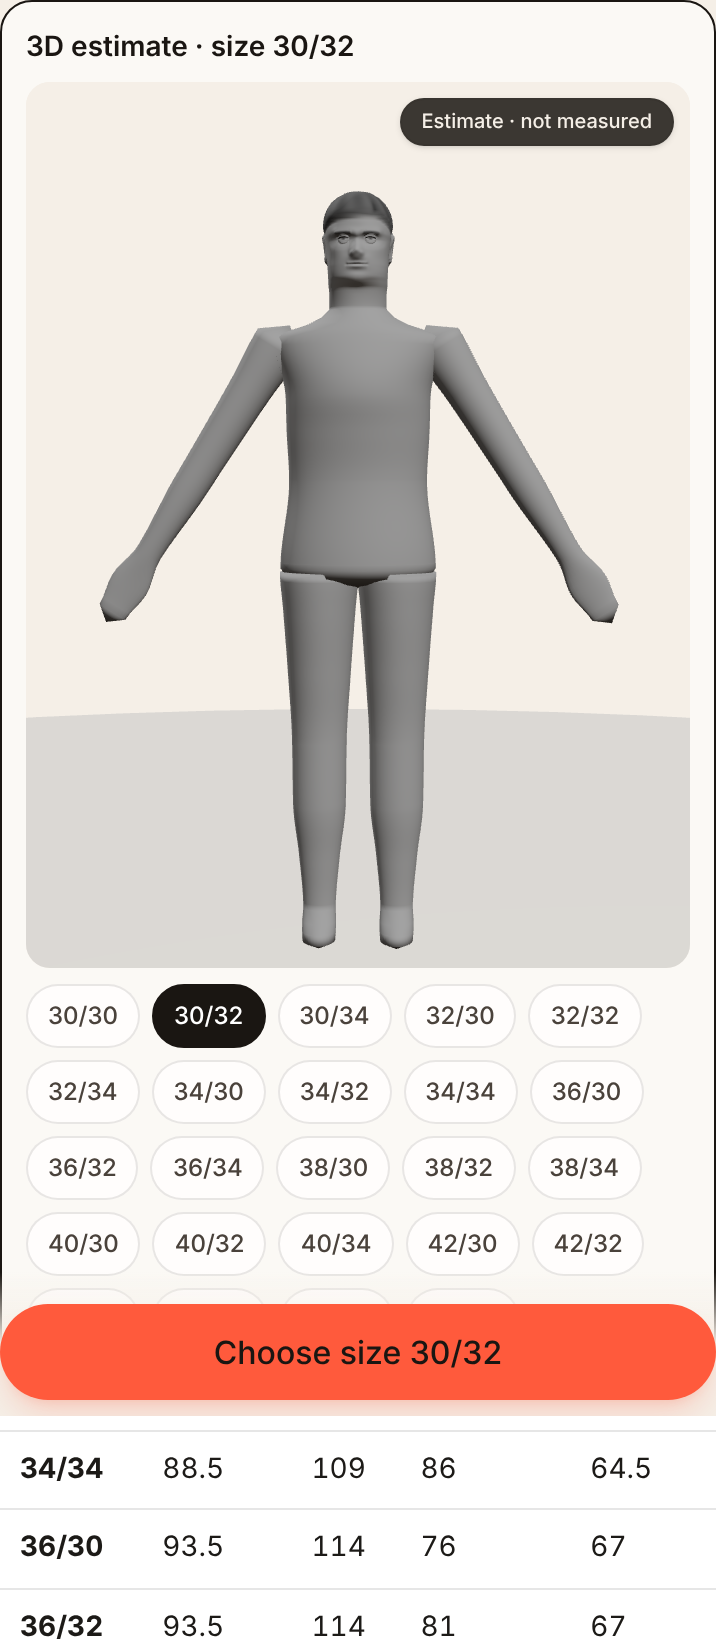 3D estimate · size 30/32
Estimate · not measured
30/30 30/32 30/34 32/30 32/32
32/34 34/30 34/32 34/34 36/30
36/32 36/34 38/30 38/32 38/34
40/30 40/32 40/34 42/30 42/32
Choose size 30/32
34/34 88.5 109 86 64.5
36/30 93.5 114 76 67
36/32 93.5 114 81 67